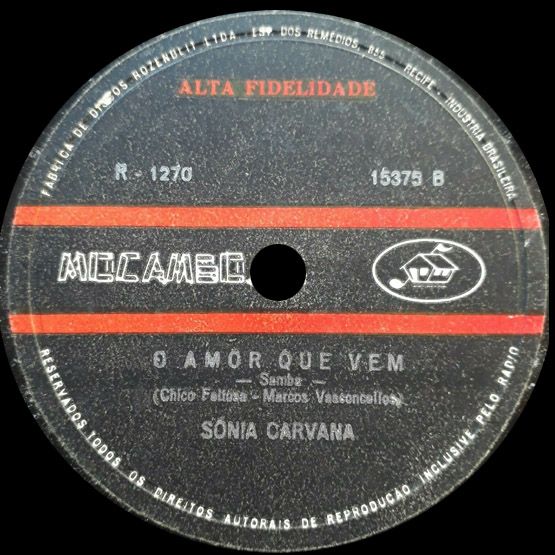 FABRICA DE DISCOS ROZENBLIT LTDA - EST DOS REMÉDIOS, 855 - RECIFE - INDUSTRIA BRASILEIRA
ALTA FIDELIDADE
R - 1270
15375 B
MOCAMBO
O AMOR QUE VEM
— Samba —
(Chico Feitosa - Marcos Vasconcellos)
SÔNIA CARVANA
RESERVADOS TODOS OS DIREITOS AUTORAIS DE REPRODUÇÃO INCLUSIVE PELO RADIO